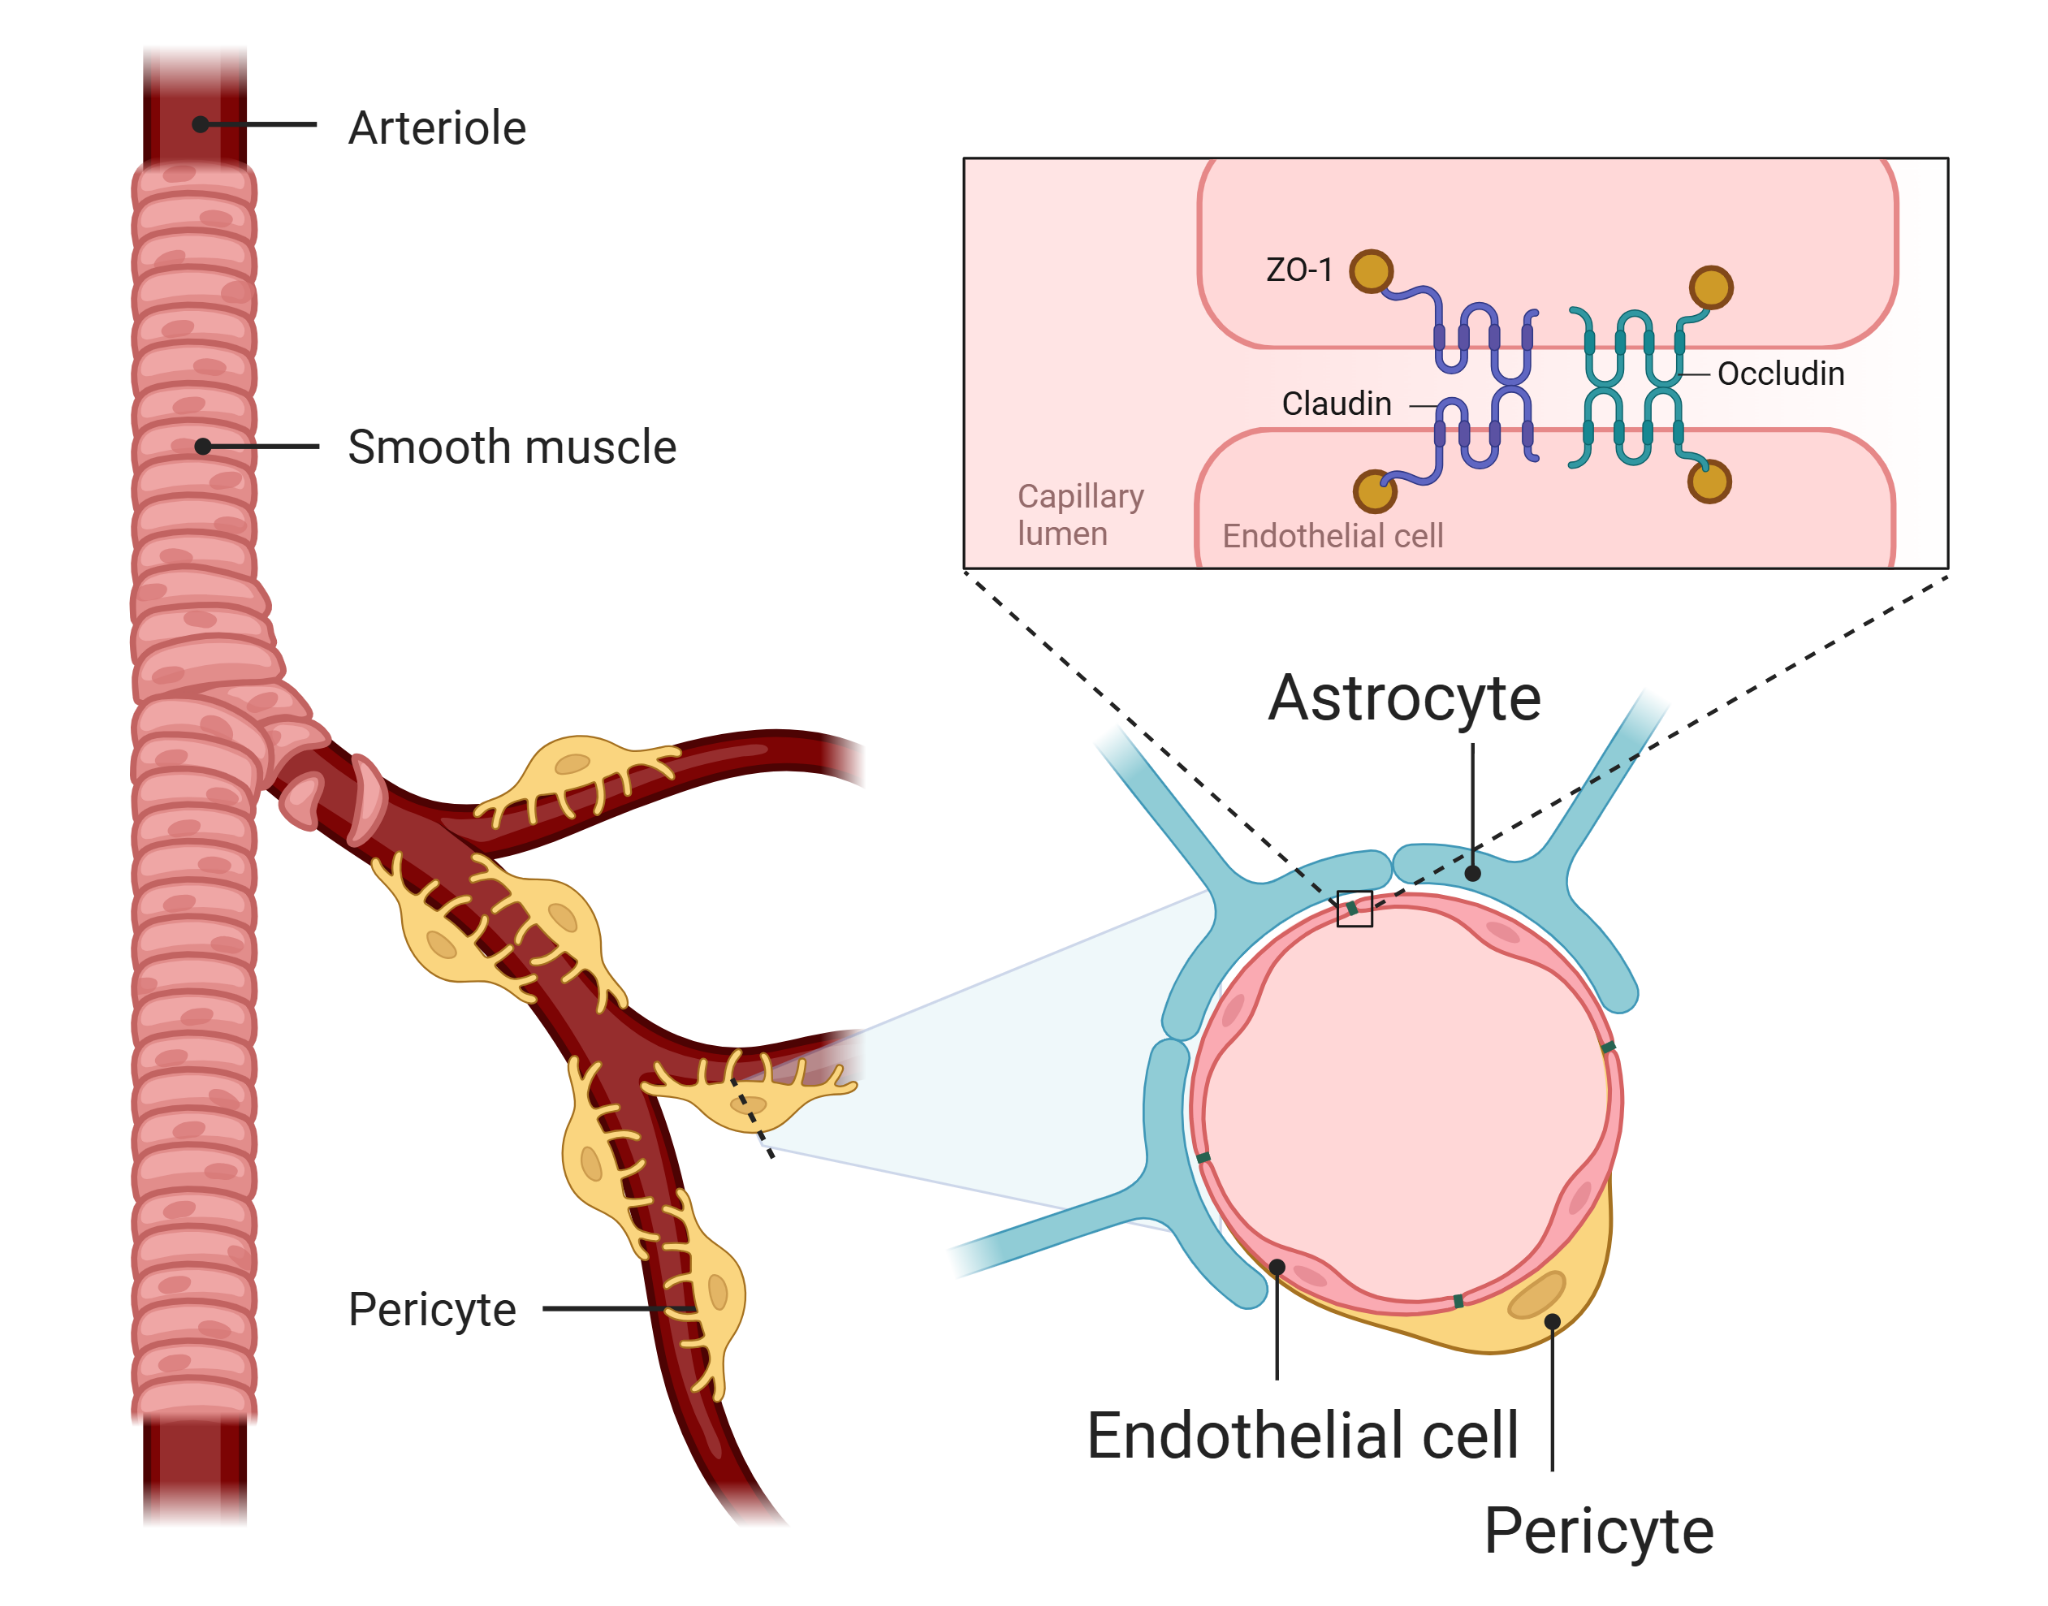 Arteriole
Smooth muscle
Pericyte
ZO-1
Occludin
Claudin
Capillary
lumen
Endothelial cell
Astrocyte
Endothelial cell
Pericyte